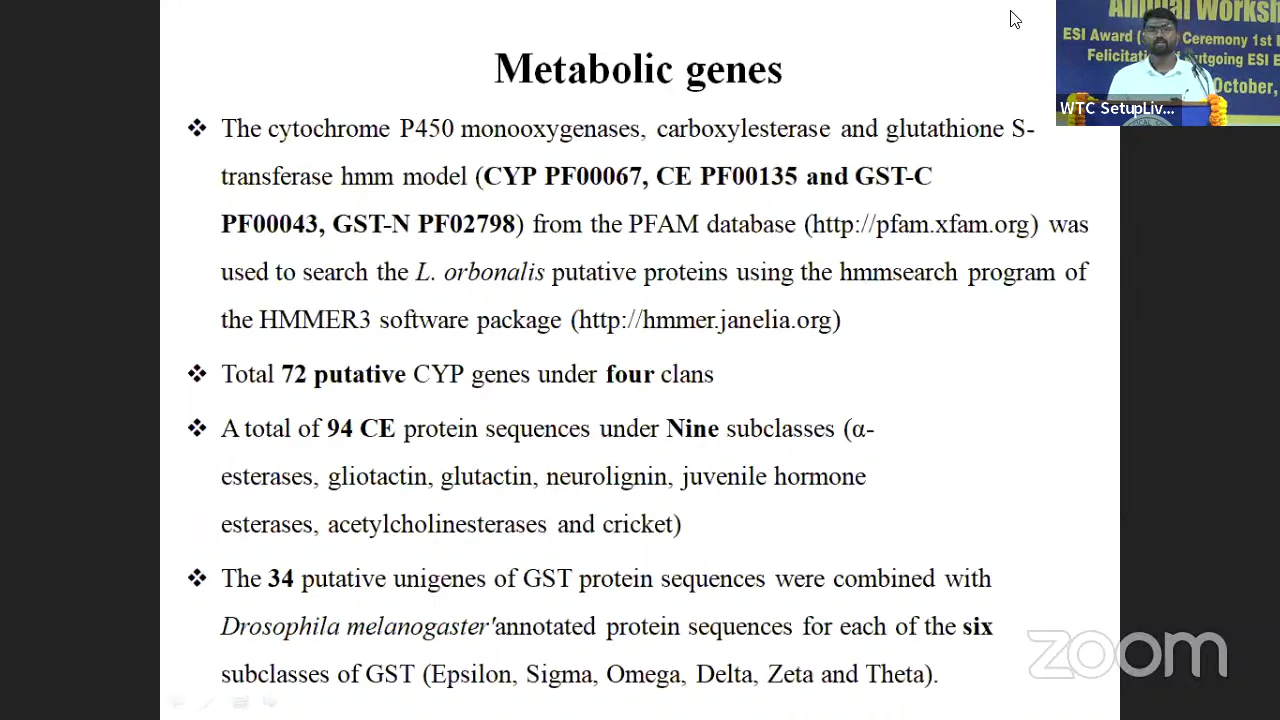 Metabolic genes
❖ The cytochrome P450 monooxygenases, carboxylesterase and glutathione S-
transferase hmm model (CYP PF00067, CE PF00135 and GST-C
PF00043, GST-N PF02798) from the PFAM database (http://pfam.xfam.org) was
used to search the L. orbonalis putative proteins using the hmmsearch program of
the HMMER3 software package (http://hmmer.janelia.org)
❖ Total 72 putative CYP genes under four clans
❖ A total of 94 CE protein sequences under Nine subclasses (α-
esterases, gliotactin, glutactin, neurolignin, juvenile hormone
esterases, acetylcholinesterases and cricket)
❖ The 34 putative unigenes of GST protein sequences were combined with
Drosophila melanogaster'annotated protein sequences for each of the six
subclasses of GST (Epsilon, Sigma, Omega, Delta, Zeta and Theta).
Annual Worksh
ESI Award Ceremony 1st
Felicitat utgoing ESI E
October,
WTC SetupLiv...
zoom